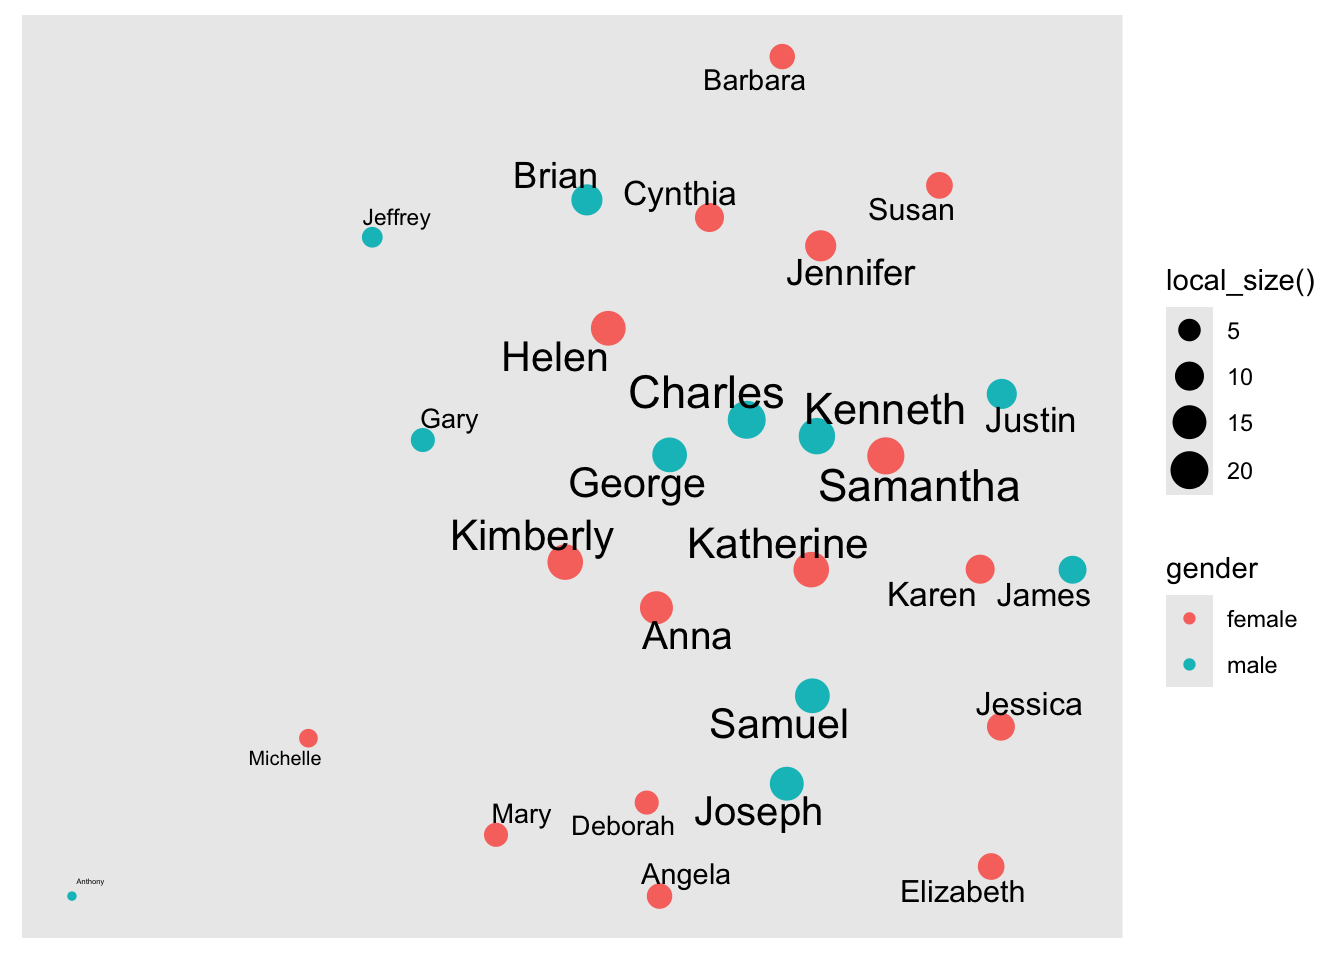 Barbara
Brian
Cynthia
Susan
Jeffrey
Jennifer
Helen
Charles
Kenneth
Gary
Justin
George
Samantha
Kimberly
Katherine
Karen
James
Anna
Samuel
Jessica
Michelle
Mary
Deborah
Joseph
Angela
Anthony
Elizabeth
local_size()
5
10
15
20
gender
female
male